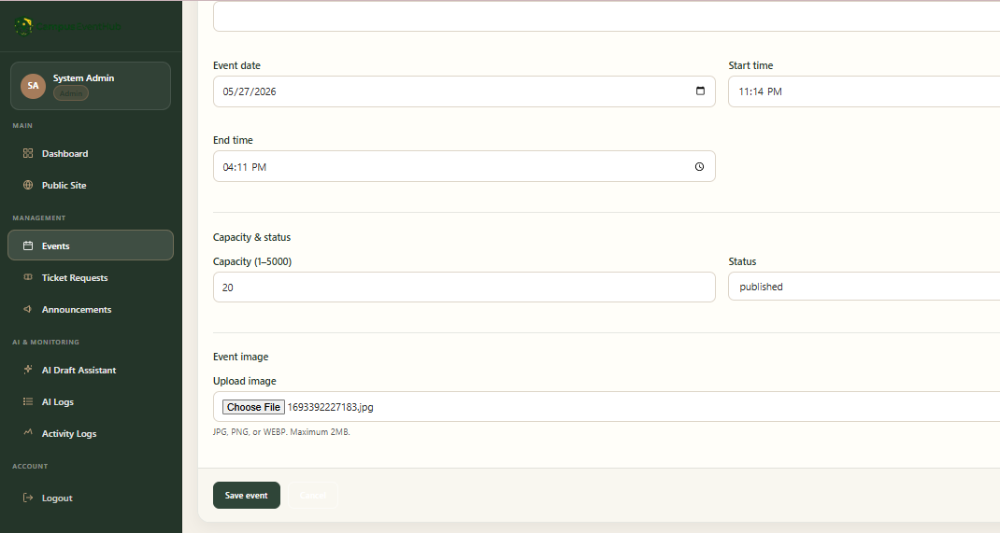 SA
System Admin
Admin
MAIN
Dashboard
Public Site
MANAGEMENT
Events
Ticket Requests
Announcements
AI & MONITORING
AI Draft Assistant
AI Logs
Activity Logs
ACCOUNT
Logout
Event date
Start time
05/27/2026
11:14 PM
End time
04:11 PM
Capacity & status
Capacity (1–5000)
Status
20
published
Event image
Upload image
Choose File 1693392227183.jpg
JPG, PNG, or WEBP. Maximum 2MB.
Save event
Cancel